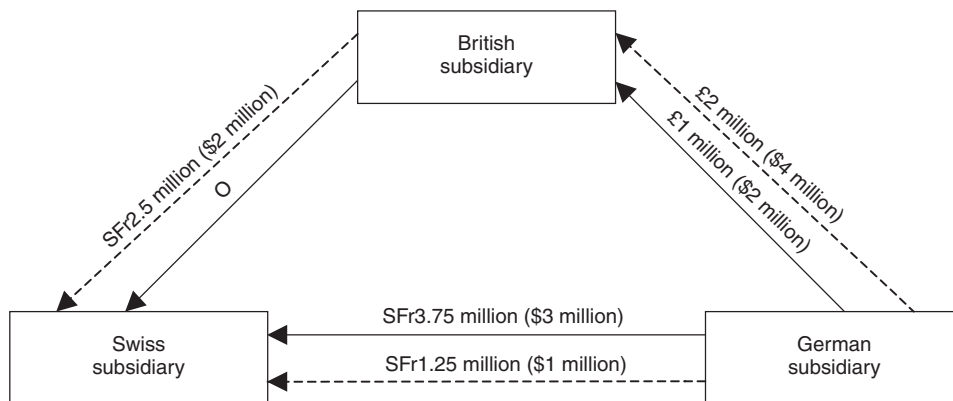 British
subsidiary
SFr2.5 million ($2 million)
O
£2 million ($4 million)
£1 million ($2 million)
SFr3.75 million ($3 million)
SFr1.25 million ($1 million)
Swiss
subsidiary
German
subsidiary